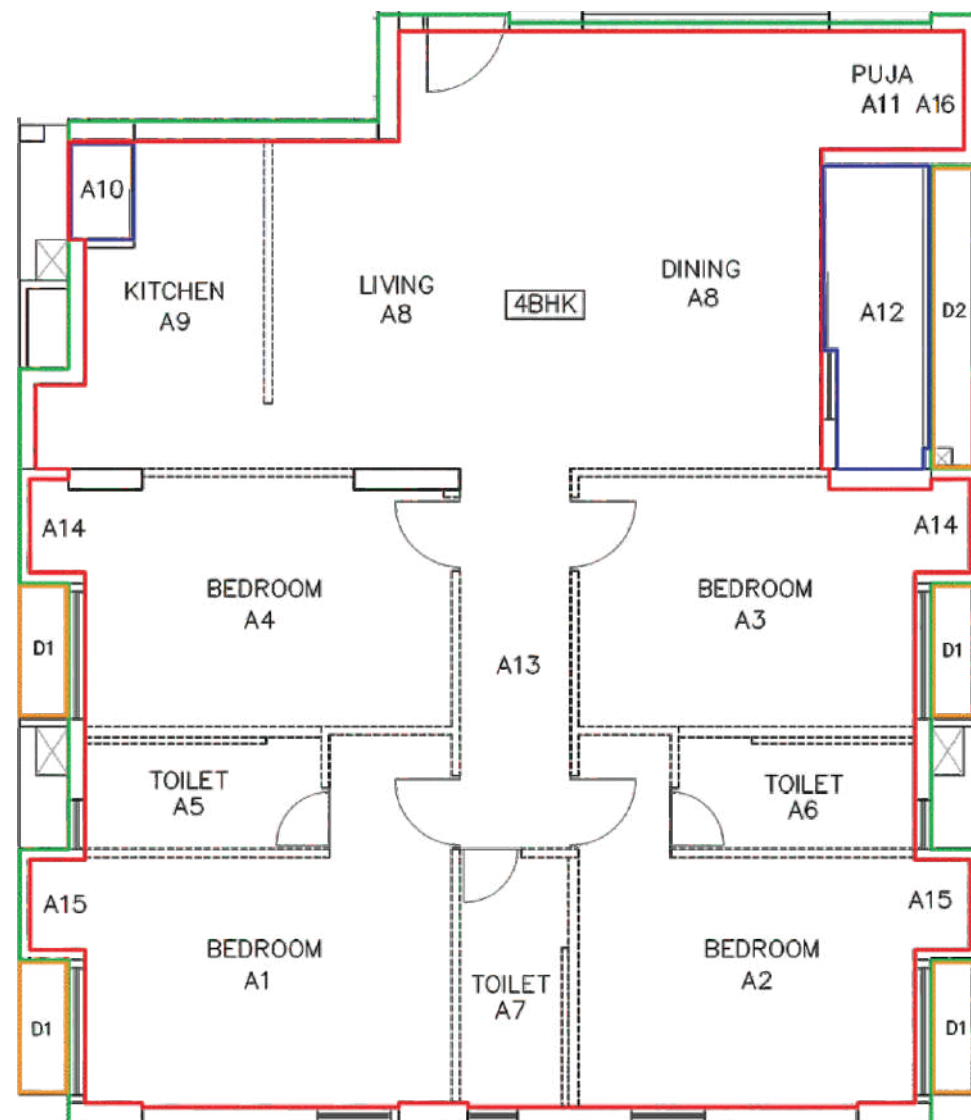 PUJA
A11 A16
A10
KITCHEN
A9
LIVING
A8
4BHK
DINING
A8
A12
D2
A14
A14
BEDROOM
A4
BEDROOM
A3
D1
A13
D1
TOILET
A5
TOILET
A6
A15
A15
BEDROOM
A1
TOILET
A7
BEDROOM
A2
D1
D1